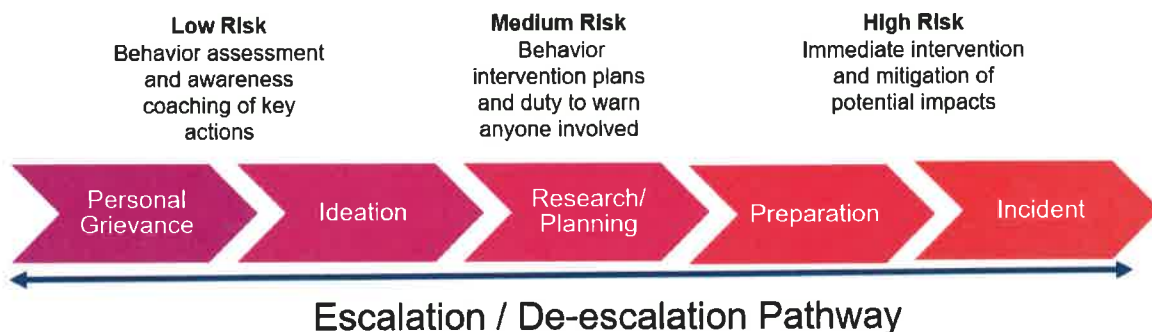 Low Risk
Behavior assessment
and awareness
coaching of key
actions
Medium Risk
Behavior
intervention plans
and duty to warn
anyone involved
High Risk
Immediate intervention
and mitigation of
potential impacts
Personal
Grievance
Ideation
Research/
Planning
Preparation
Incident
Escalation / De-escalation Pathway